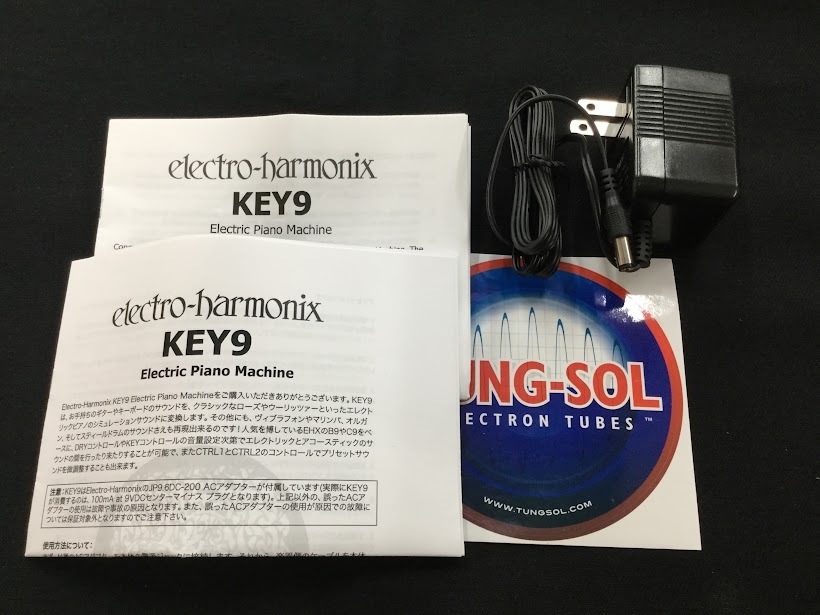 electro-harmonix
KEY9
Electric Piano Machine
The
electro-harmonix
KEY9
Electric Piano Machine
Electro-Harmonix KEY9 Electric Piano Machineをご購入いただきありがとうございます。KEY9
は、お手持ちのギターやキーボードのサウンドを、クラシックなローズやウーリッツァーといったエレクト
リックピアノのシミュレーションサウンドに変換します。その他にも、ヴィブラフォンやマリンバ、オルガ
ン、そしてスティールドラムのサウンドさえも再現出来るのです!人気を博しているEHXのB9やC9をベ
ースに、DRYコントロールやKEYコントロールの音量設定次第でエレクトリックとアコースティックのサ
ウンドの間を行ったり来たりすることが可能で、またCTRL1とCTRL2のコントロールでプリセットサウ
ンドを微調整することも出来ます。
注意:KEY9はElectro-HarmonixのJP9.6DC-200 ACアダプターが付属しています(実際にKEY9
が消費するのは、100mA at 9VDCセンターマイナス プラグとなります)。上記以外の、誤ったACア
ダプターの使用は故障や事故の原因となります。また、誤ったACアダプターの使用が原因での故障に
ついては保証対象外となりますのでご注意下さい。
使用方法について:
UNG-SOL
ECTRON TUBES TM
WWW.TUNGSOL.COM